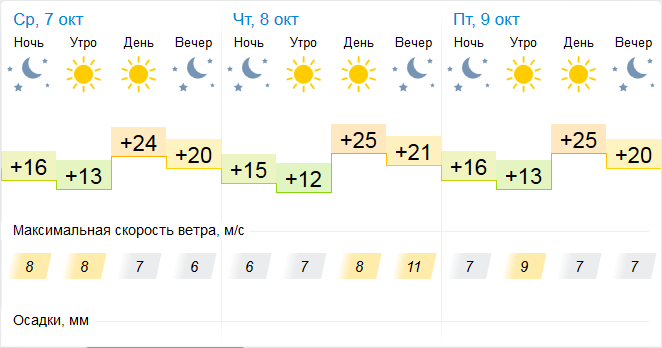 Ср, 7 окт Чт, 8 окт Пт, 9 окт
Ночь Утро День Вечер Ночь Утро День Вечер Ночь Утро День Вечер
+16 +13 +24 +20 +15 +12 +25 +21 +16 +13 +25 +20
Максимальная скорость ветра, м/с
8 8 7 6 6 7 8 11 7 9 7 7
Осадки, мм